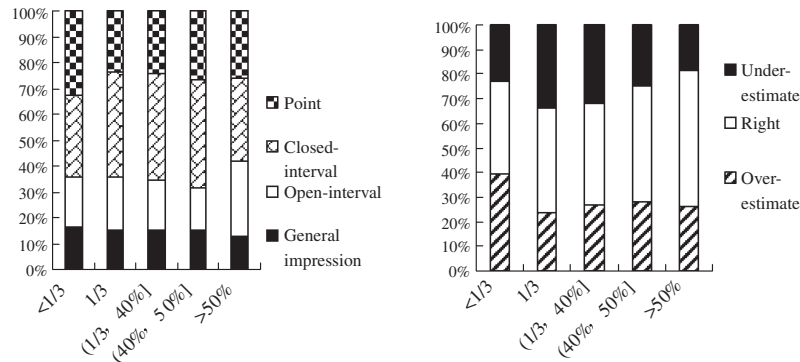 100%
90%
80%
70%
60%
50%
40%
30%
20%
10%
0%
<1/3
1/3
(1/3, 40%]
(40%, 5 0%]
>50%
Point
Closed-
interval
Open-interval
General
impression
100%
90%
80%
70%
60%
50%
40%
30%
20%
10%
0%
<1/3
1/3
(1/3, 40%]
(40%, 50%]
>50%
Under-
estimate
Right
Over-
estimate